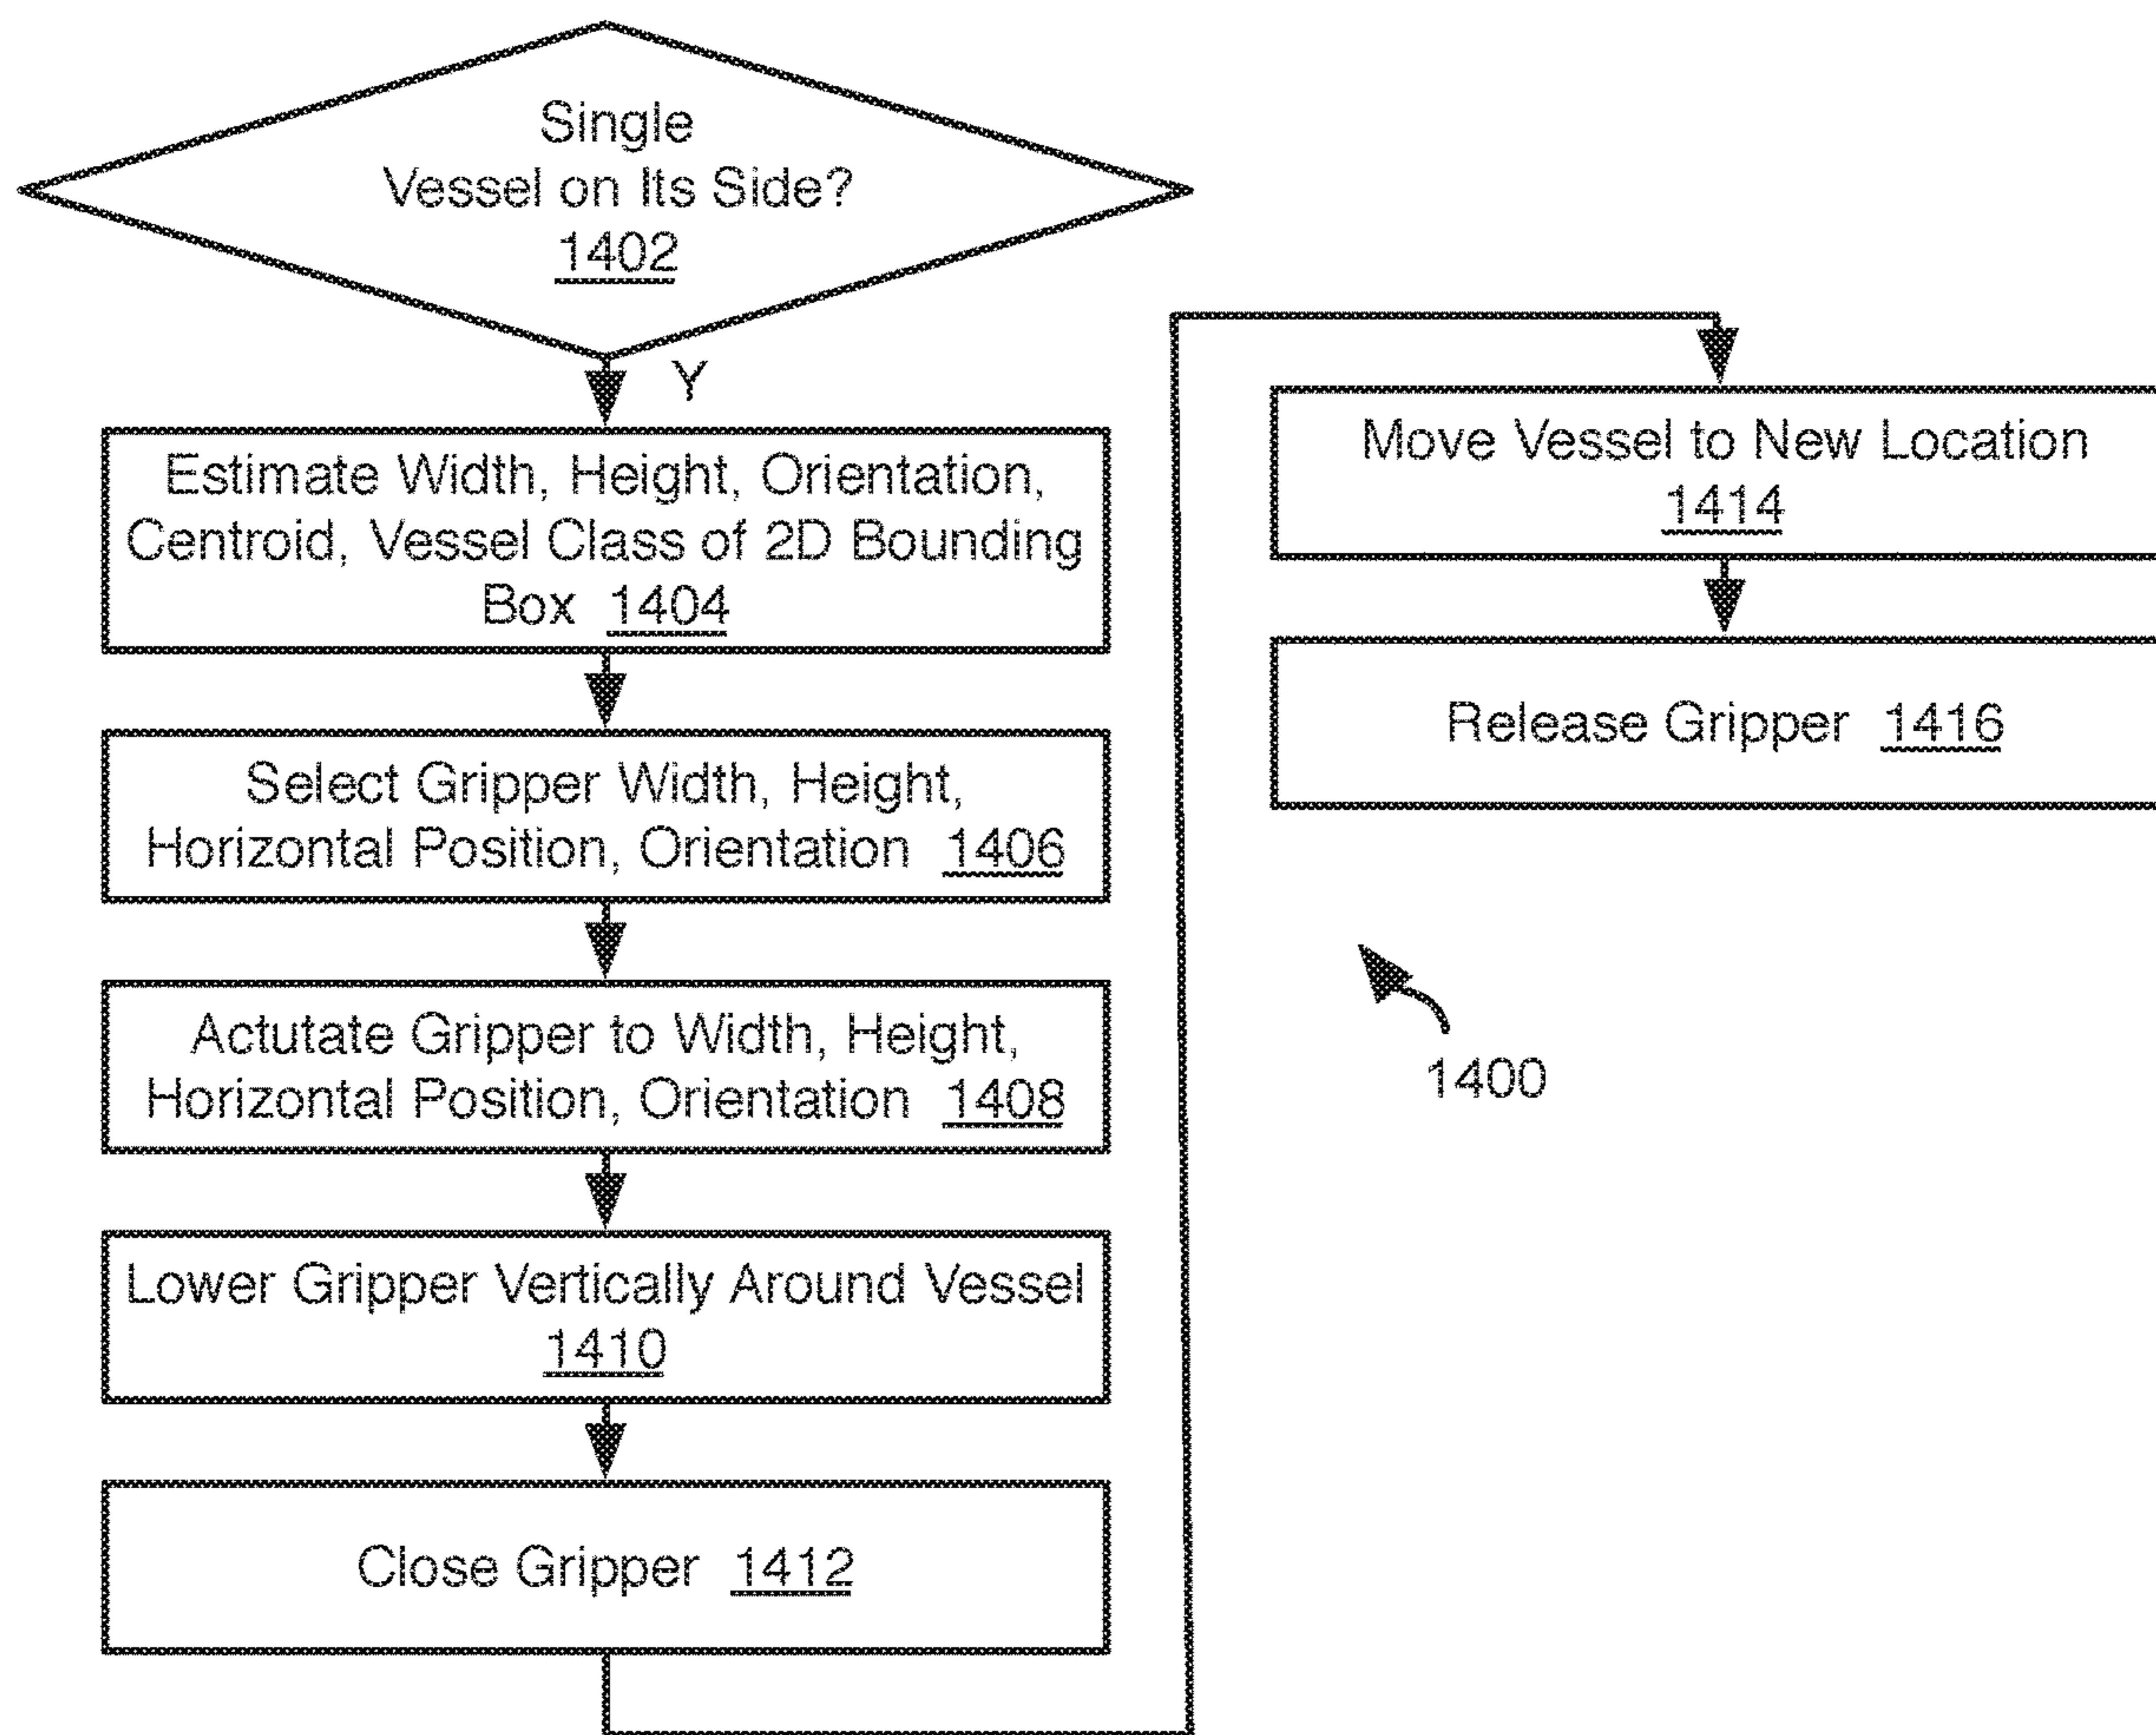 Single
Vessel on Its Side?
1402
Y
Estimate Width, Height, Orientation,
Centroid, Vessel Class of 2D Bounding
Box 1404
Select Gripper Width, Height,
Horizontal Position, Orientation 1406
Actutate Gripper to Width, Height,
Horizontal Position, Orientation 1408
Lower Gripper Vertically Around Vessel
1410
Close Gripper 1412
Move Vessel to New Location
1414
Release Gripper 1416
1400